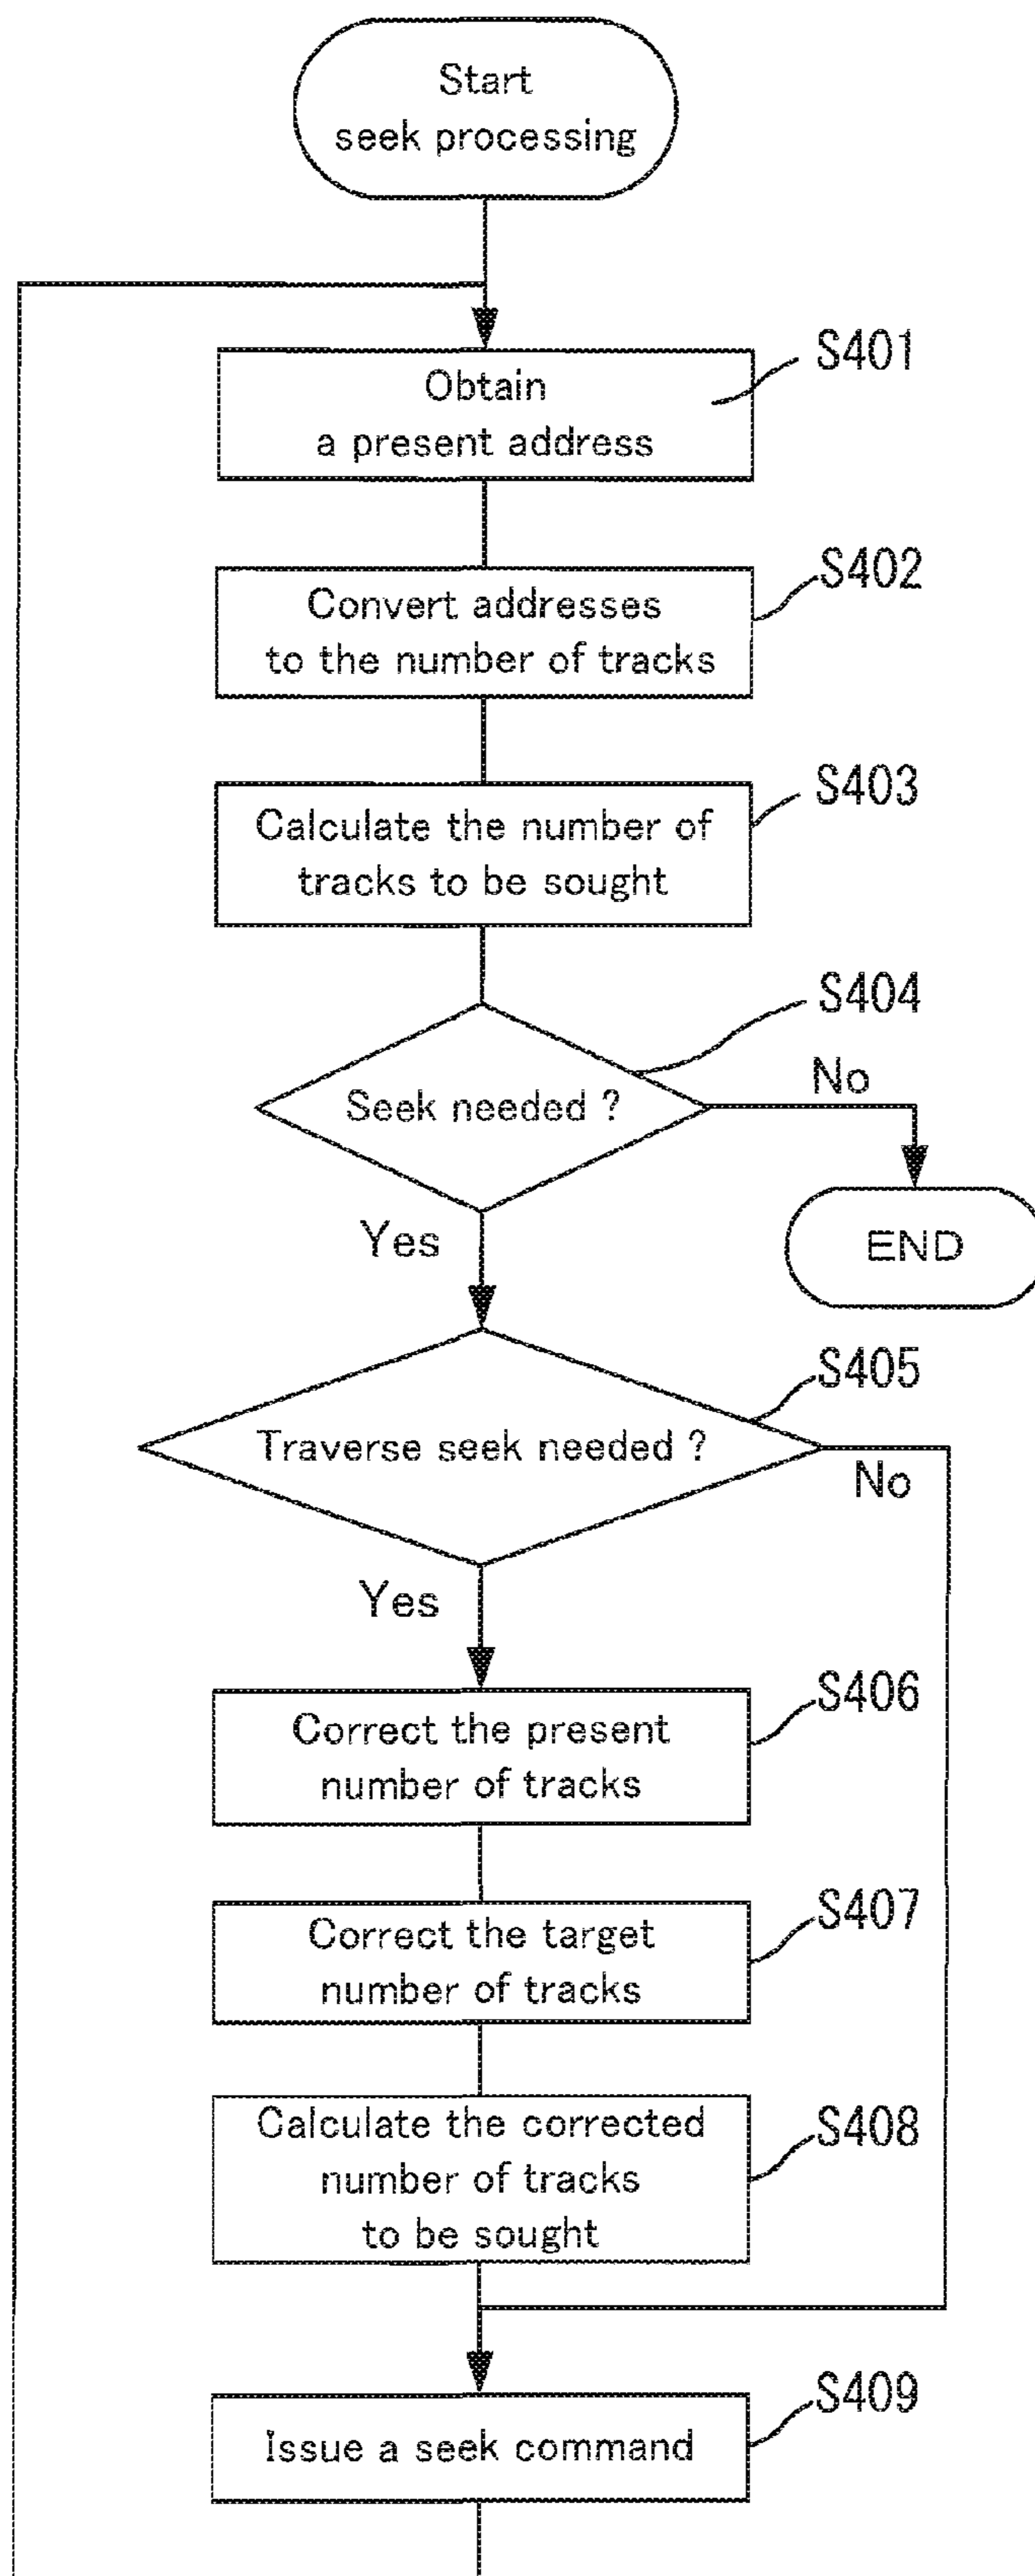 Start
seek processing
S401
Obtain
a present address
S402
Convert addresses
to the number of tracks
S403
Calculate the number of
tracks to be sought
S404
No
Seek needed ?
Yes
END
S405
Traverse seek needed ?
No
Yes
S406
Correct the present
number of tracks
S407
Correct the target
number of tracks
S408
Calculate the corrected
number of tracks
to be sought
S409
Issue a seek command